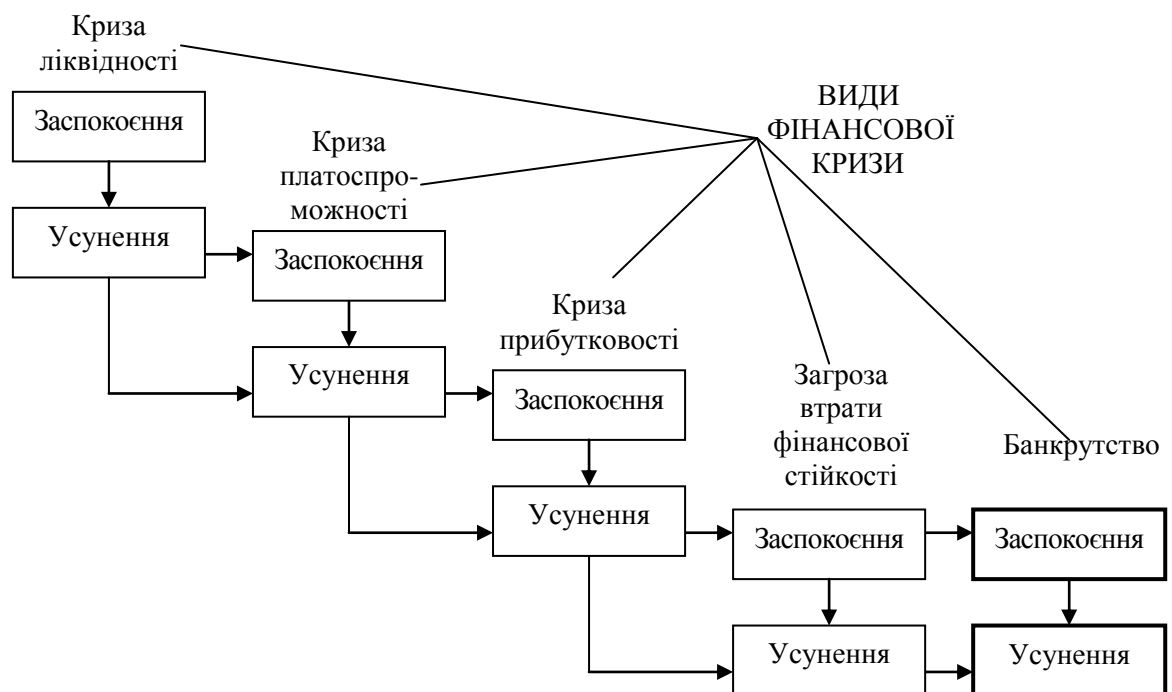 Криза
ліквідності
Заспокоєння
ВИДИ
ФІНАНСОВОЇ
КРИЗИ
Криза
платоспро-
можності
Усунення
Заспокоєння
Криза
прибутковості
Усунення
Заспокоєння
Загроза
втрати
фінансової
стійкості
Банкрутство
Усунення
Заспокоєння
Заспокоєння
Усунення
Усунення